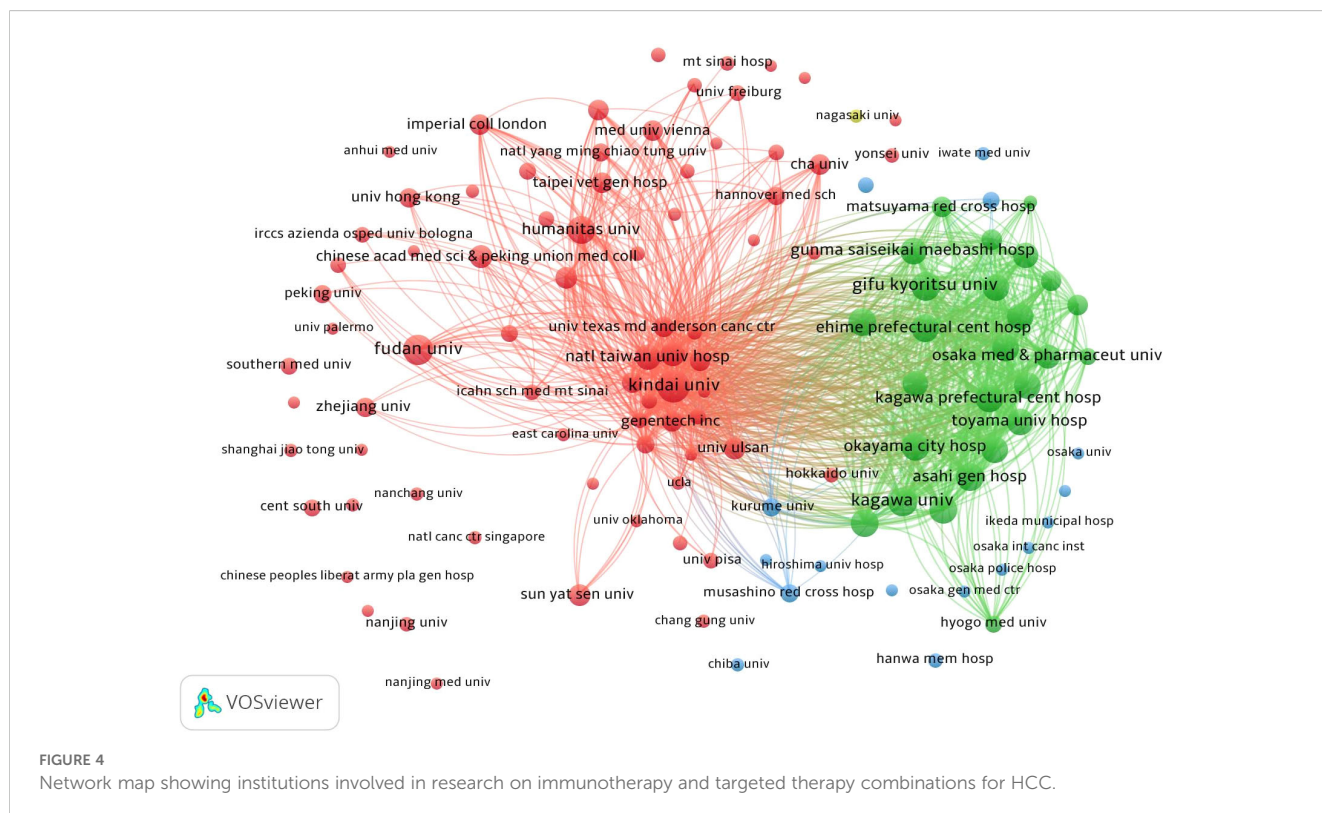 mt sinai hosp
univ freiburg
nagasaki univ
imperial coll london
med univ vienna
anhui med univ
natl yang ming chiao tung univ
cha univ
yonsei univ
iwate med univ
taipei vet gen hosp
univ hong kong
hannover med sch
matsuyama red cross hosp
humanitas univ
irccs azienda osped univ bologna
gunma saiseikai maebashi hosp
chinese acad med sci & peking union med coll
gifu kyoritsu univ
peking univ
univ palermo
univ texas md anderson canc ctr
ehime prefectural cent hosp
fudan univ
natl taiwan univ hosp
osaka med & pharmaceut univ
southern med univ
kindai univ
icahn sch med mt sinai
kagawa prefectural cent hosp
zhejiang univ
genentech inc
toyama univ hosp
east carolina univ
shanghai jiao tong univ
univ ulsan
okayama city hosp
osaka univ
hokkaido univ
asahi gen hosp
ucla
nanchang univ
cent south univ
kurume univ
kagawa univ
univ oklahoma
ikeda municipal hosp
natl canc ctr singapore
osaka int canc inst
univ pisa
hiroshima univ hosp
osaka police hosp
chinese peoples liberat army pla gen hosp
sun yat sen univ
musashino red cross hosp
osaka gen med ctr
nanjing univ
chang gung univ
hyogo med univ
chiba univ
hanwa mem hosp
nanjing med univ
VOSviewer
FIGURE 4
Network map showing institutions involved in research on immunotherapy and targeted therapy combinations for HCC.